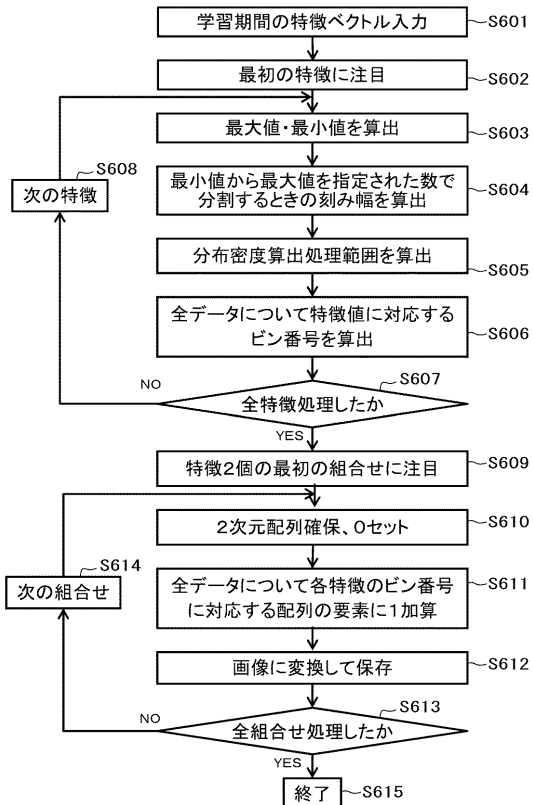 学習期間の特徴ベクトル入力
S601
最初の特徴に注目
S602
最大値・最小値を算出
S603
S608
次の特徴
最小値から最大値を指定された数で
分割するときの刻み幅を算出
S604
分布密度算出処理範囲を算出
S605
全データについて特徴値に対応する
ビン番号を算出
S606
NO
S607
全特徴処理したか
YES
特徴2個の最初の組合せに注目
S609
2次元配列確保、0セット
S610
S614
次の組合せ
全データについて各特徴のビン番号
に対応する配列の要素に1加算
S611
画像に変換して保存
S612
NO
S613
全組合せ処理したか
YES
終了
S615